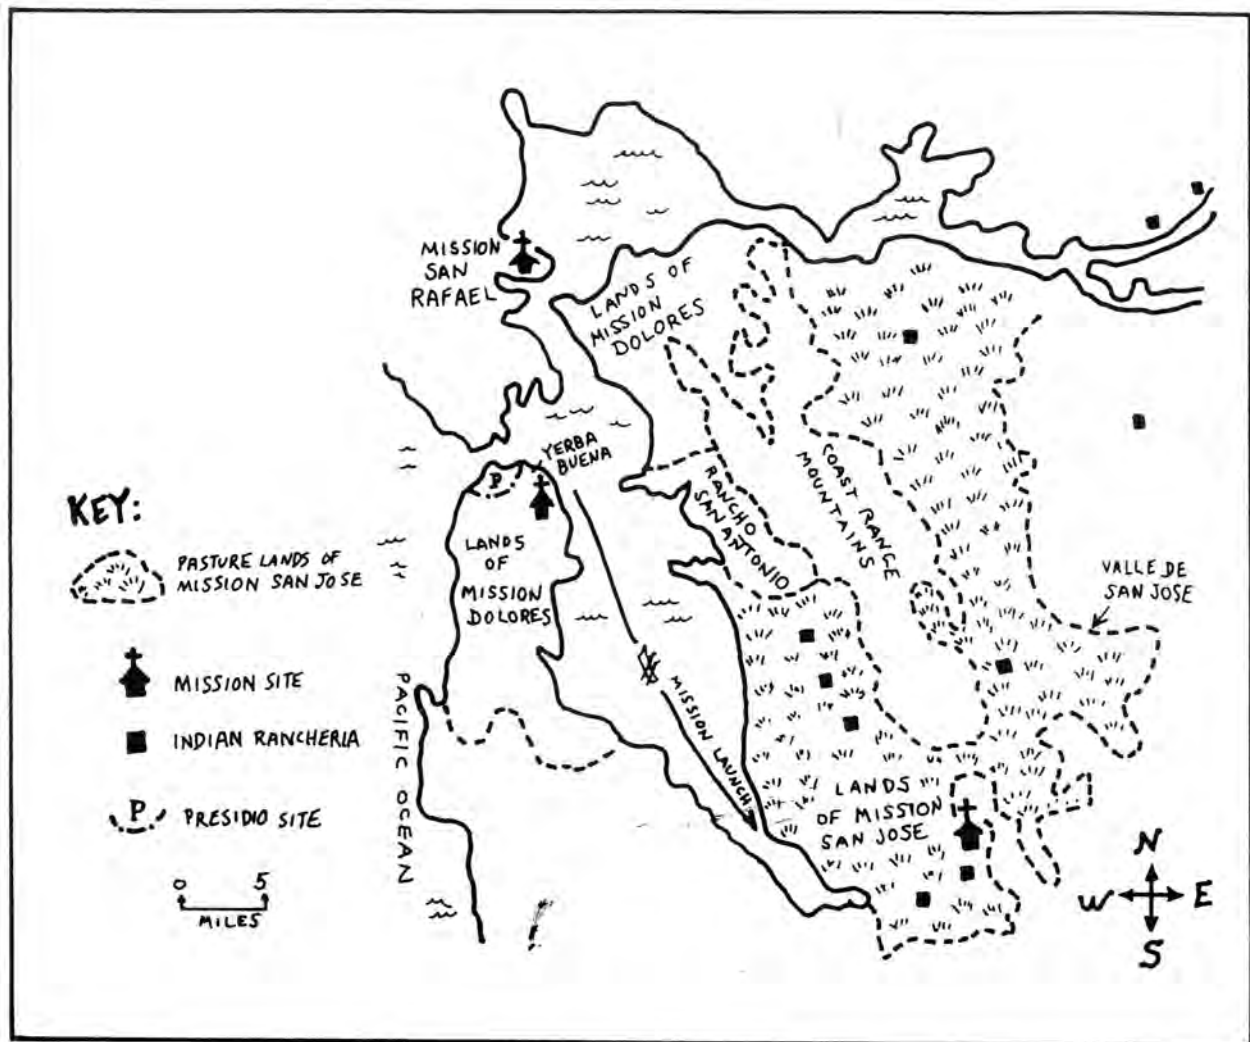 MISSION
SAN
RAFAEL
LANDS OF
MISSION
DOLORES
YERBA
BUENA
P
LANDS
OF
MISSION
DOLORES
RANCHO
SAN ANTONIO
COAST RANGE
MOUNTAINS
VALLE DE
SAN JOSE
MISSION LAUNCH
LANDS
OF MISSION
SAN JOSE
PACIFIC OCEAN
KEY:
PASTURE LANDS OF
MISSION SAN JOSE
MISSION SITE
INDIAN RANCHERIA
P PRESIDIO SITE
0 5
MILES
N
W E
S